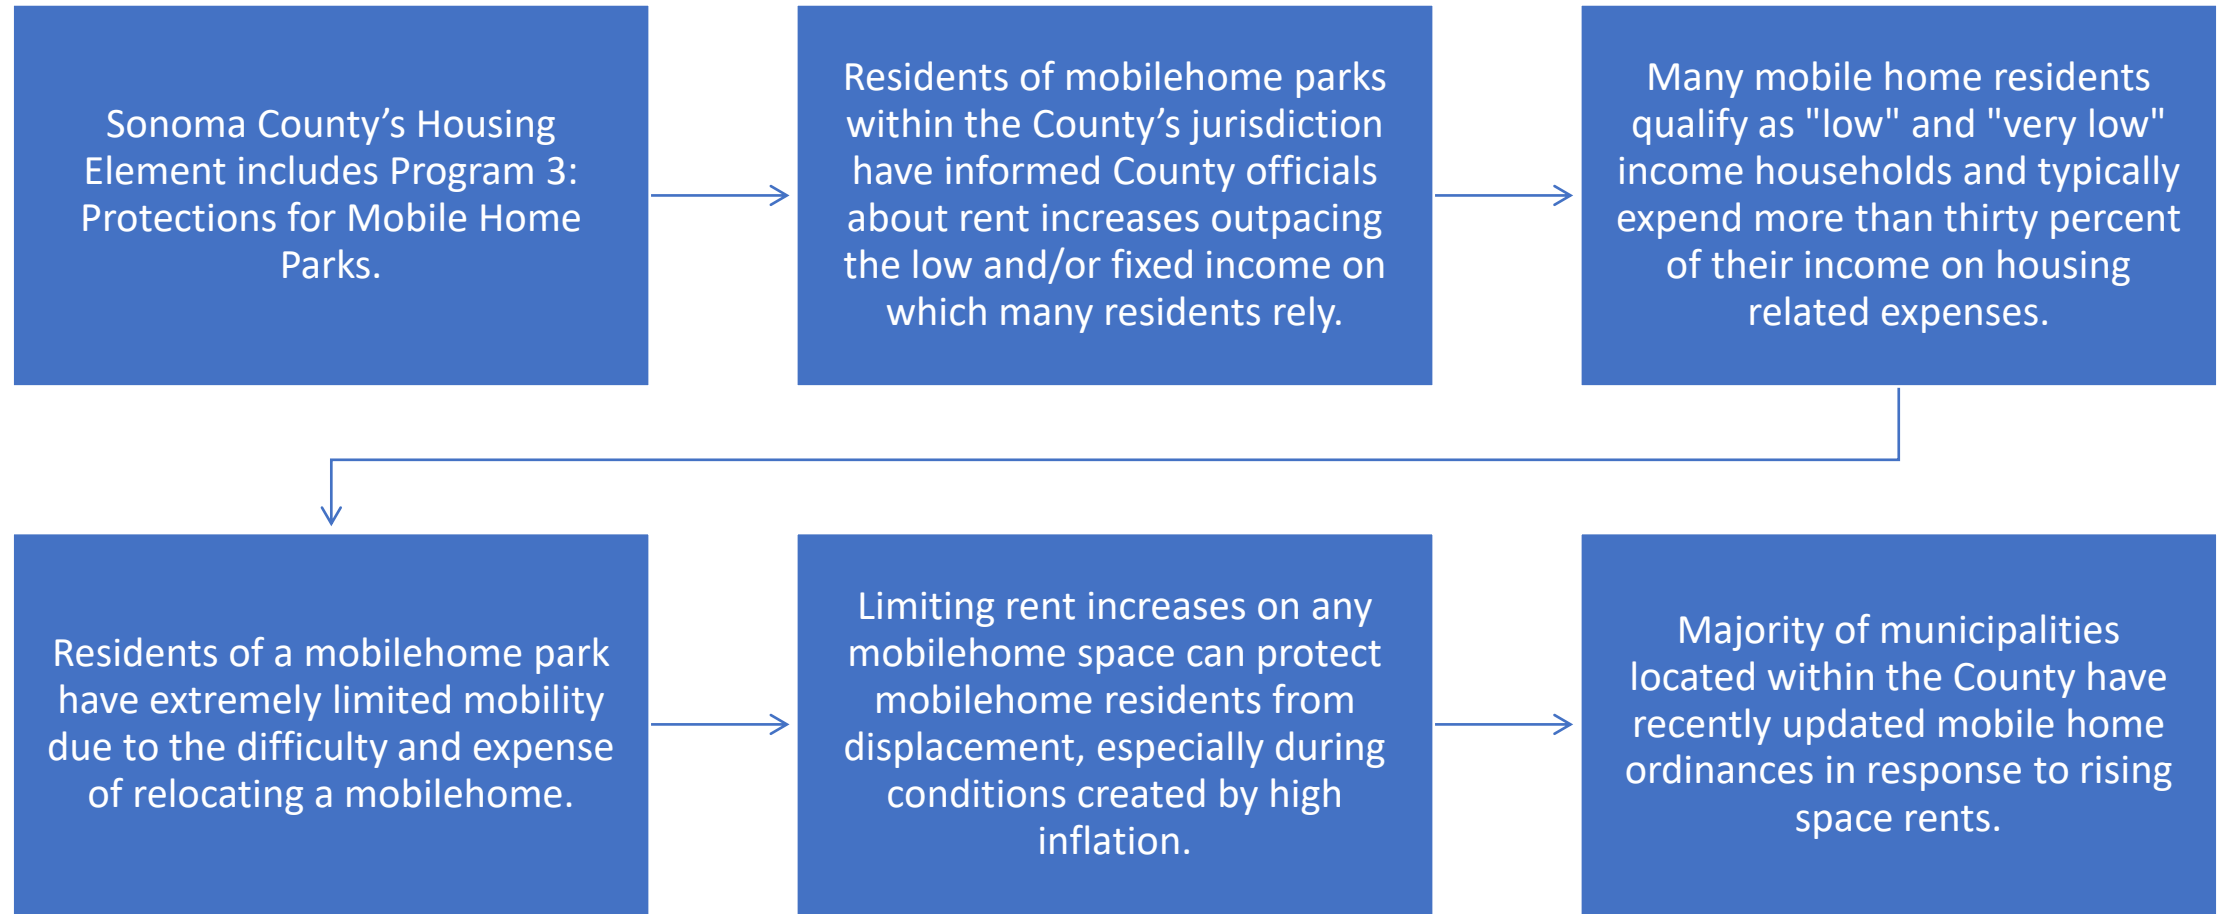 Sonoma County’s Housing
Element includes Program 3:
Protections for Mobile Home
Parks.
Residents of mobilehome parks
within the County’s jurisdiction
have informed County officials
about rent increases outpacing
the low and/or fixed income on
which many residents rely.
Many mobile home residents
qualify as "low" and "very low"
income households and typically
expend more than thirty percent
of their income on housing
related expenses.
Residents of a mobilehome park
have extremely limited mobility
due to the difficulty and expense
of relocating a mobilehome.
Limiting rent increases on any
mobilehome space can protect
mobilehome residents from
displacement, especially during
conditions created by high
inflation.
Majority of municipalities
located within the County have
recently updated mobile home
ordinances in response to rising
space rents.